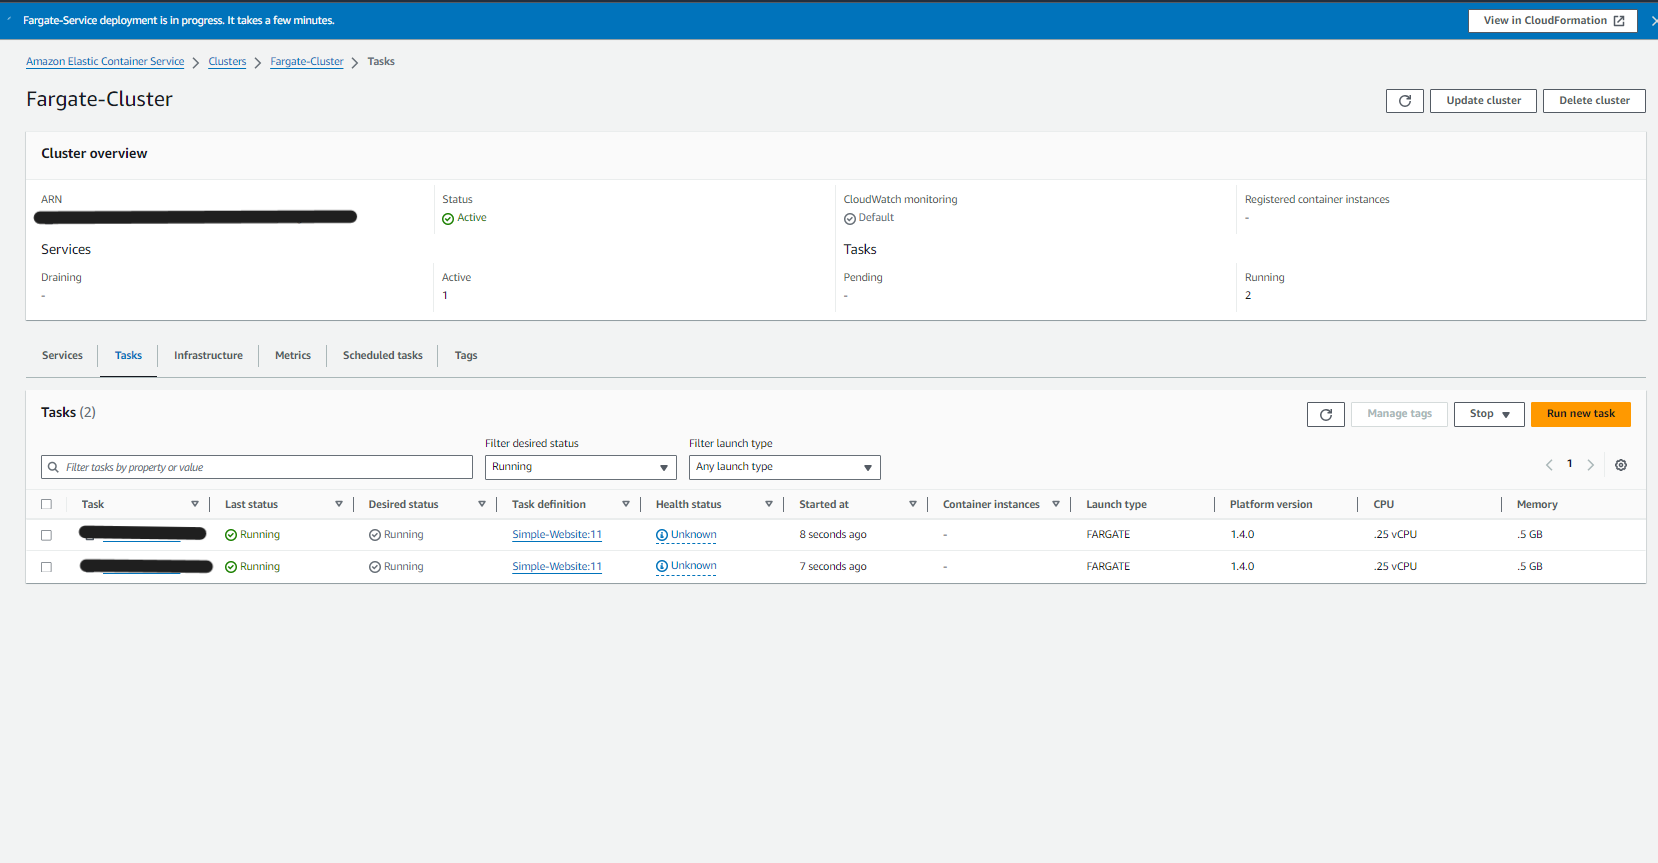 Fargate-Service deployment is in progress. It takes a few minutes. View in CloudFormation
Amazon Elastic Container Service Clusters Fargate-Cluster Tasks
Fargate-Cluster
Update cluster Delete cluster
Cluster overview
ARN Status CloudWatch monitoring Registered container instances
Active Default -
Services Tasks
Draining Active Pending Running
- 1 - 2
Services Tasks Infrastructure Metrics Scheduled tasks Tags
Tasks (2) Manage tags Stop Run new task
Filter desired status Filter launch type
Filter tasks by property or value Running Any launch type 1
Task Last status Desired status Task definition Health status Started at Container instances Launch type Platform version CPU Memory
Running Running Simple-Website:11 Unknown 8 seconds ago - FARGATE 1.4.0 .25 vCPU .5 GB
Running Running Simple-Website:11 Unknown 7 seconds ago - FARGATE 1.4.0 .25 vCPU .5 GB